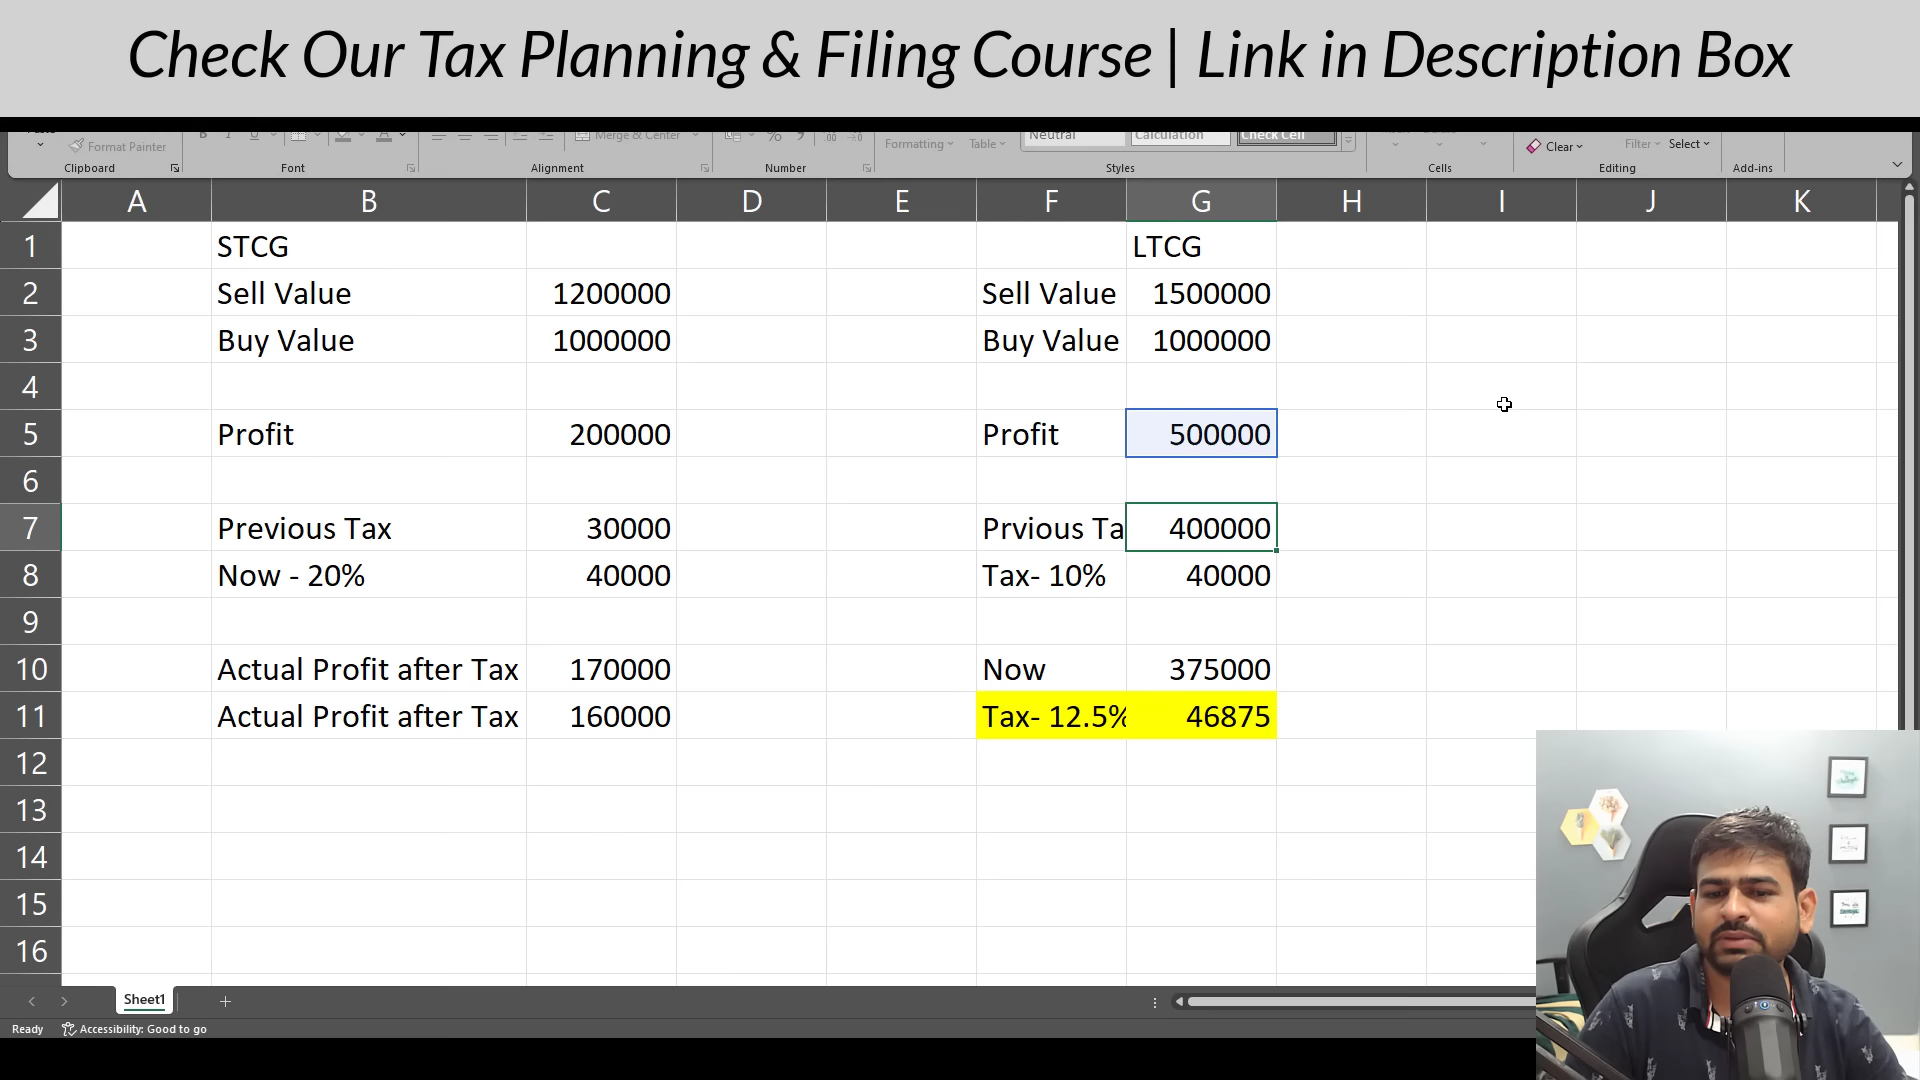 Check Our Tax Planning & Filing Course | Link in Description Box
Format Painter
Merge & Center
Formatting Table
Neutral Calculation Check Cell
Clear
Filter Select
Clipboard Font Alignment Number Styles Cells Editing Add-ins
A B C D E F G H I J K
1 STCG LTCG
2 Sell Value 1200000 Sell Value 1500000
3 Buy Value 1000000 Buy Value 1000000
4
5 Profit 200000 Profit 500000
6
7 Previous Tax 30000 Prvious Ta 400000
8 Now - 20% 40000 Tax- 10% 40000
9
10 Actual Profit after Tax 170000 Now 375000
11 Actual Profit after Tax 160000 Tax- 12.5% 46875
12
13
14
15
16
Sheet1
Ready Accessibility: Good to go